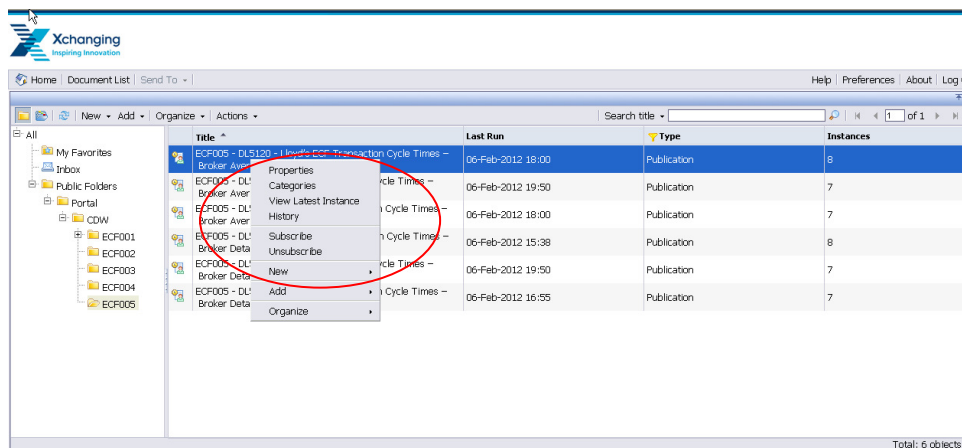 Xchanging
Inspiring Innovation
Home Document List Send To Help Preferences About Log
New Add Organize Actions Search title 1 of 1
All Title Last Run Type Instances
My Favorites
Inbox
Public Folders
Portal
CDW
ECF001
ECF002
ECF003
ECF004
ECF005
ECF005 - DL5120 - Lloyd's ECF Transaction Cycle Times –
Broker Aver 06-Feb-2012 18:00 Publication 8
ECF005 - DL5 ycle Times –
Broker Aver 06-Feb-2012 19:50 Publication 7
ECF005 - DL5 n Cycle Times –
Broker Aver 06-Feb-2012 18:00 Publication 7
ECF005 - DL5 n Cycle Times –
Broker Deta 06-Feb-2012 15:38 Publication 8
ECF005 - DL5 ycle Times –
Broker Deta 06-Feb-2012 19:50 Publication 7
ECF005 - DL5 n Cycle Times –
Broker Deta 06-Feb-2012 16:55 Publication 7
Properties
Categories
View Latest Instance
History
Subscribe
Unsubscribe
New
Add
Organize
Total: 6 objects